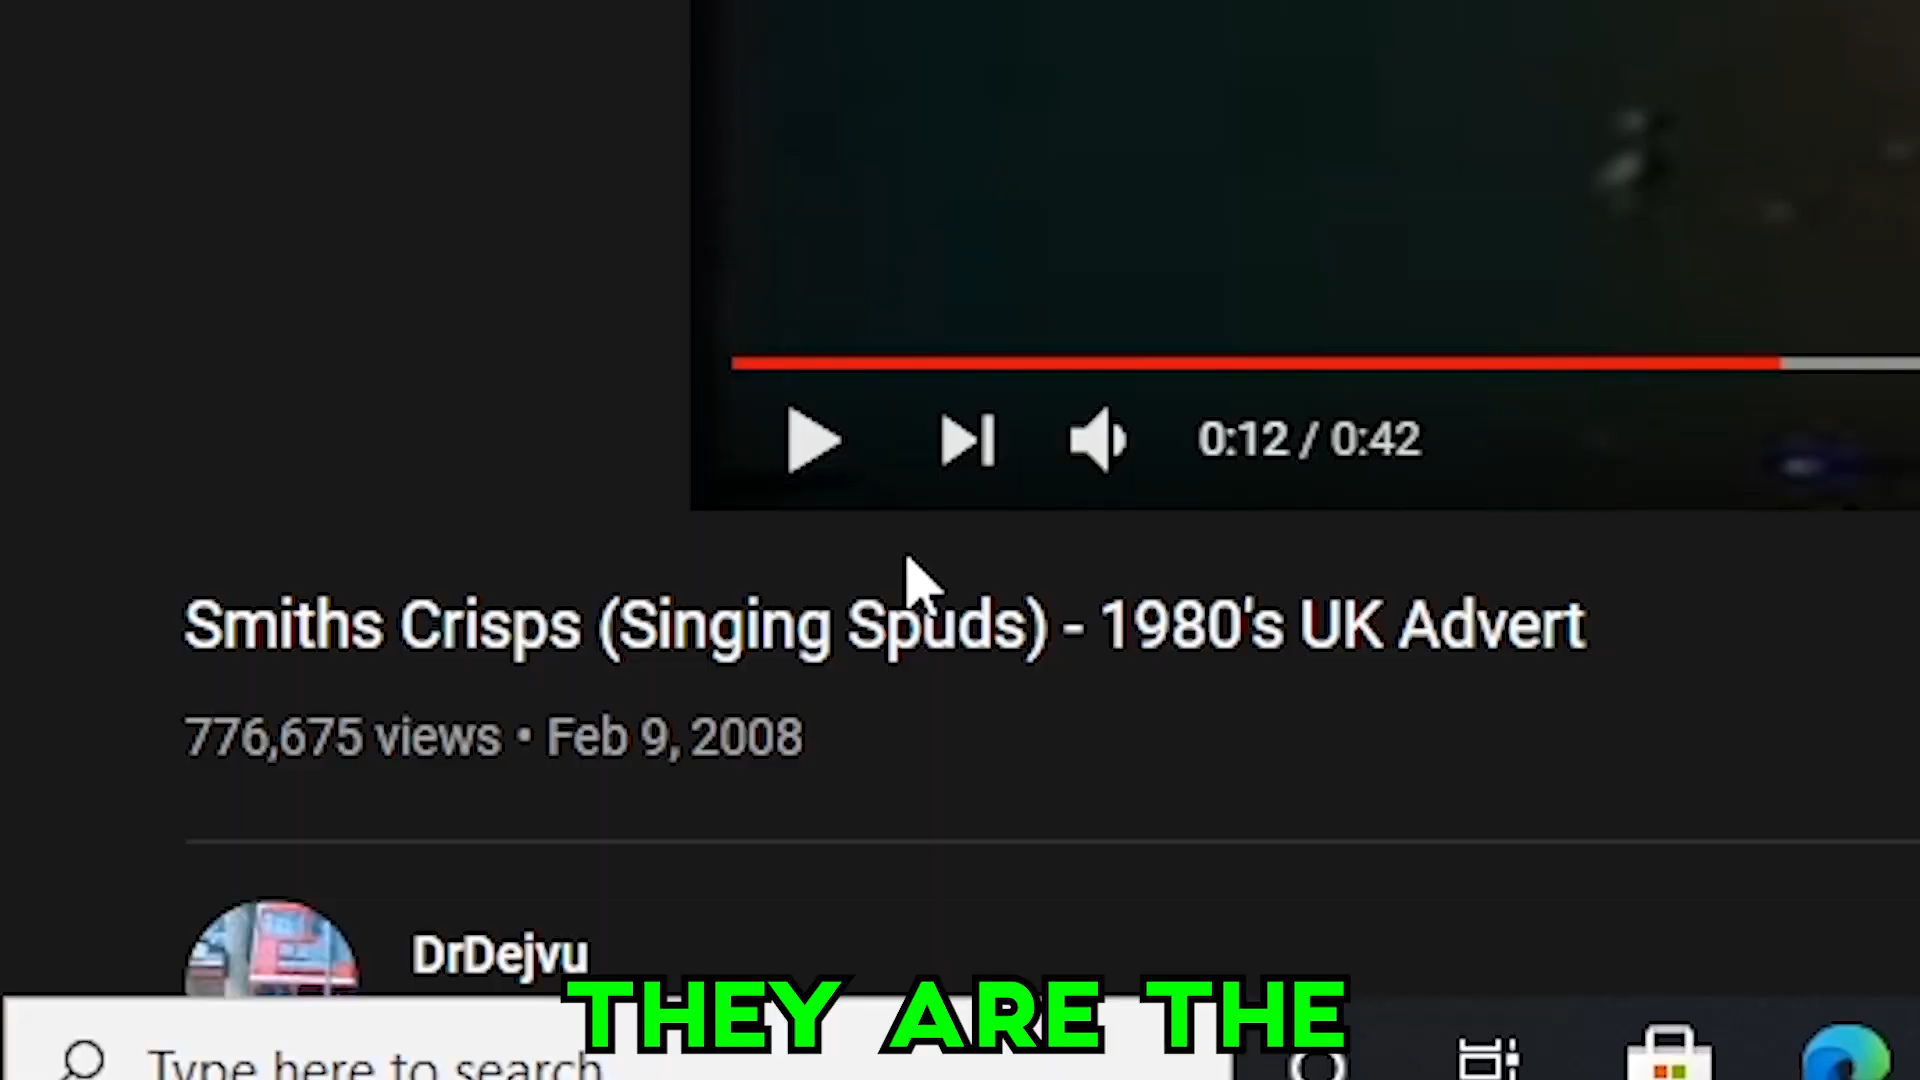 0:12 / 0:42
Smiths Crisps (Singing Spuds) - 1980's UK Advert
776,675 views • Feb 9, 2008
DrDejvu
THEY ARE THE
Type here to search